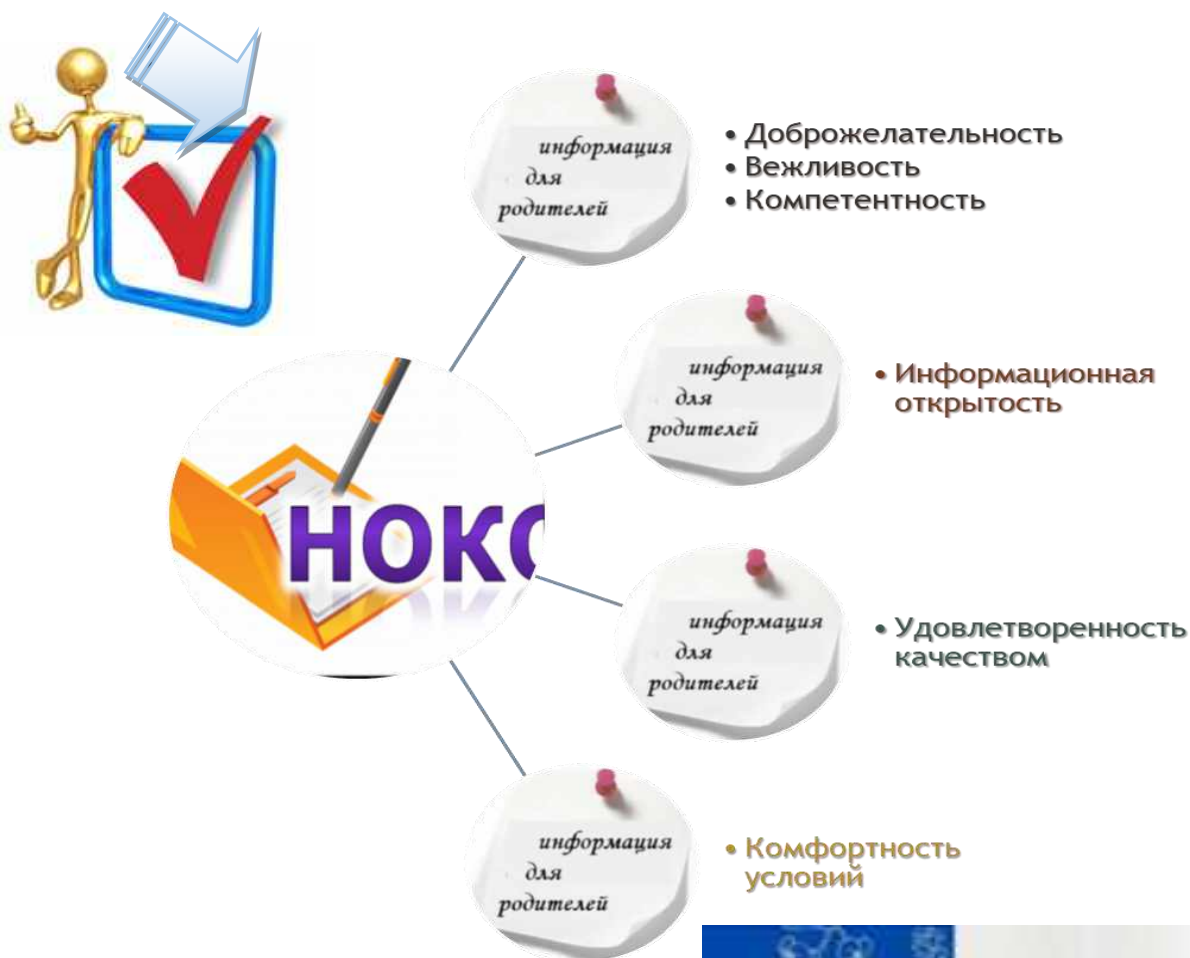 информация
для
родителей
• Доброжелательность
• Вежливость
• Компетентность
информация
для
родителей
• Информационная
открытость
НОКО
информация
для
родителей
• Удовлетворенность
качеством
информация
для
родителей
• Комфортность
условий